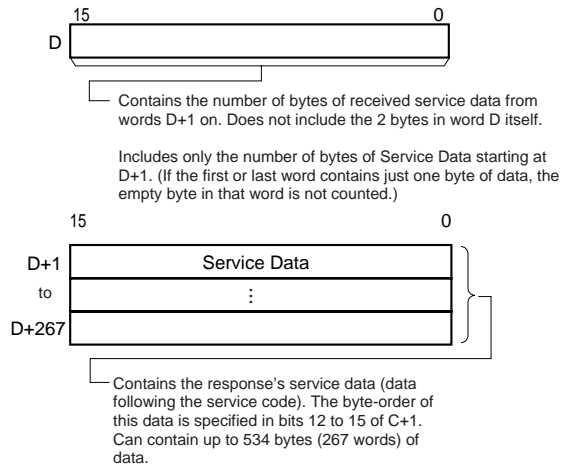 15 0
D
Contains the number of bytes of received service data from
words D+1 on. Does not include the 2 bytes in word D itself.
Includes only the number of bytes of Service Data starting at
D+1. (If the first or last word contains just one byte of data, the
empty byte in that word is not counted.)
15 0
D+1 Service Data
to ⋮
D+267
Contains the response's service data (data
following the service code). The byte-order of
this data is specified in bits 12 to 15 of C+1.
Can contain up to 534 bytes (267 words) of
data.